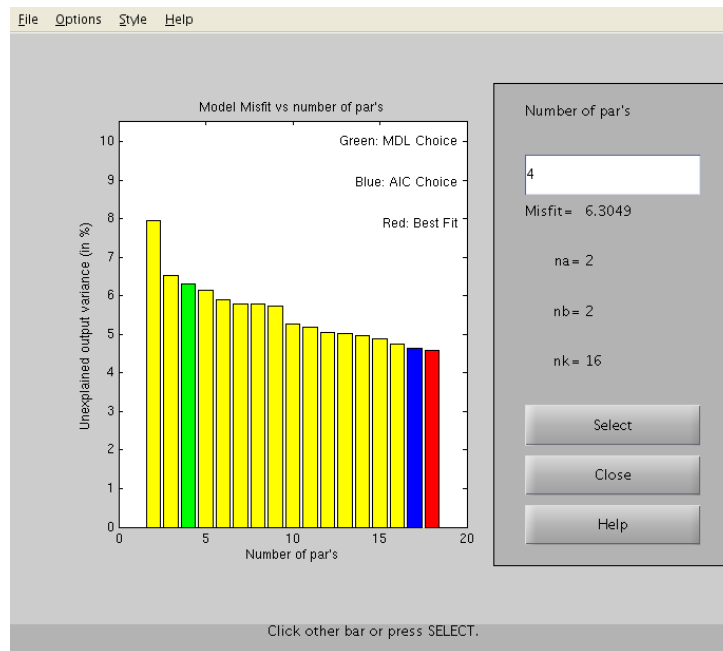 File Options Style Help
Model Misfit vs number of par's
Green: MDL Choice
Blue: AIC Choice
Red: Best Fit
Unexplained output variance (in %)
10
9
8
7
6
5
4
3
2
1
0
0 5 10 15 20
Number of par's
Number of par's
4
Misfit= 6.3049
na= 2
nb= 2
nk= 16
Select
Close
Help
Click other bar or press SELECT.